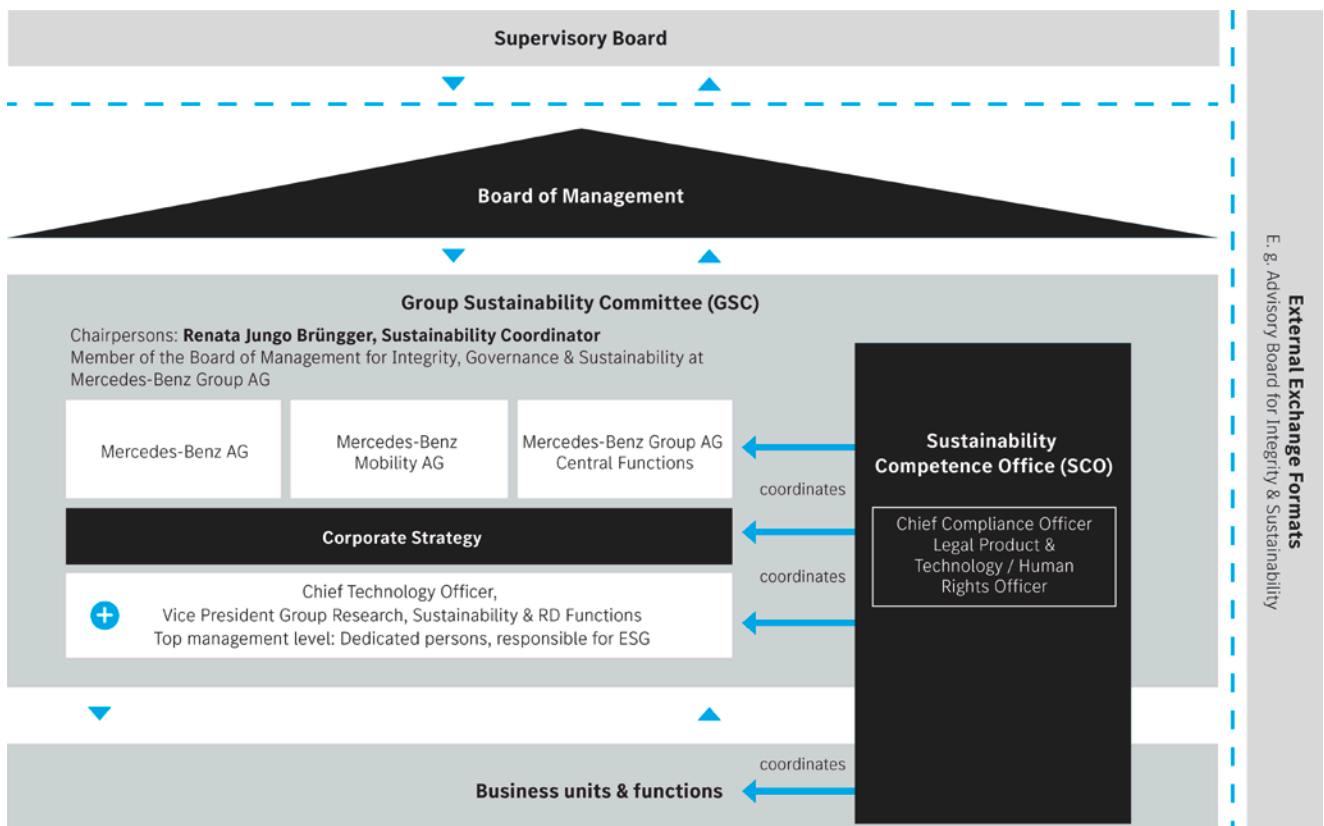 Supervisory Board
Board of Management
Group Sustainability Committee (GSC)
Chairpersons: Renata Jungo Brüngger, Sustainability Coordinator
Member of the Board of Management for Integrity, Governance & Sustainability at
Mercedes-Benz Group AG
Mercedes-Benz AG
Mercedes-Benz
Mobility AG
Mercedes-Benz Group AG
Central Functions
Corporate Strategy
Chief Technology Officer,
Vice President Group Research, Sustainability & RD Functions
Top management level: Dedicated persons, responsible for ESG
coordinates
coordinates
Sustainability
Competence Office (SCO)
Chief Compliance Officer
Legal Product &
Technology / Human
Rights Officer
coordinates
Business units & functions
External Exchange Formats
E. g. Advisory Board for Integrity & Sustainability